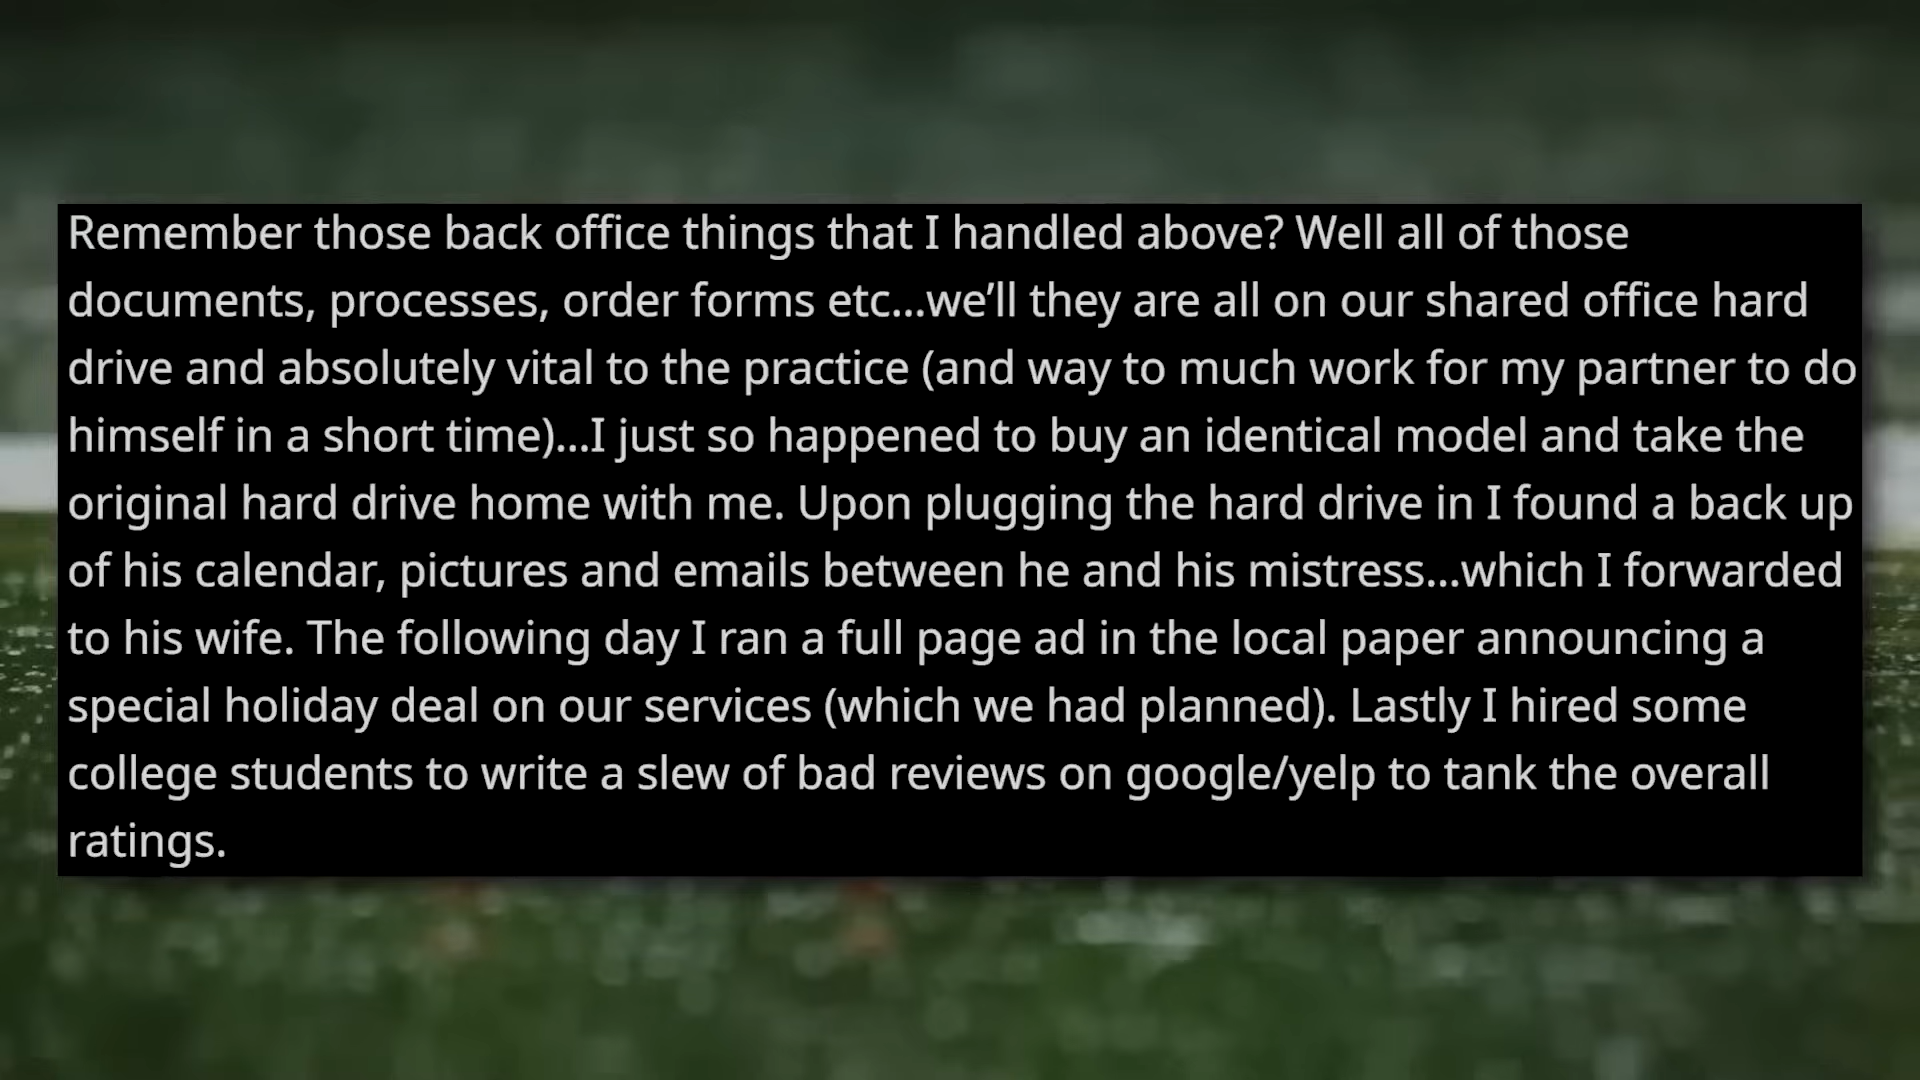 Remember those back office things that I handled above? Well all of those
documents, processes, order forms etc...we’ll they are all on our shared office hard
drive and absolutely vital to the practice (and way to much work for my partner to do
himself in a short time)...I just so happened to buy an identical model and take the
original hard drive home with me. Upon plugging the hard drive in I found a back up
of his calendar, pictures and emails between he and his mistress...which I forwarded
to his wife. The following day I ran a full page ad in the local paper announcing a
special holiday deal on our services (which we had planned). Lastly I hired some
college students to write a slew of bad reviews on google/yelp to tank the overall
ratings.